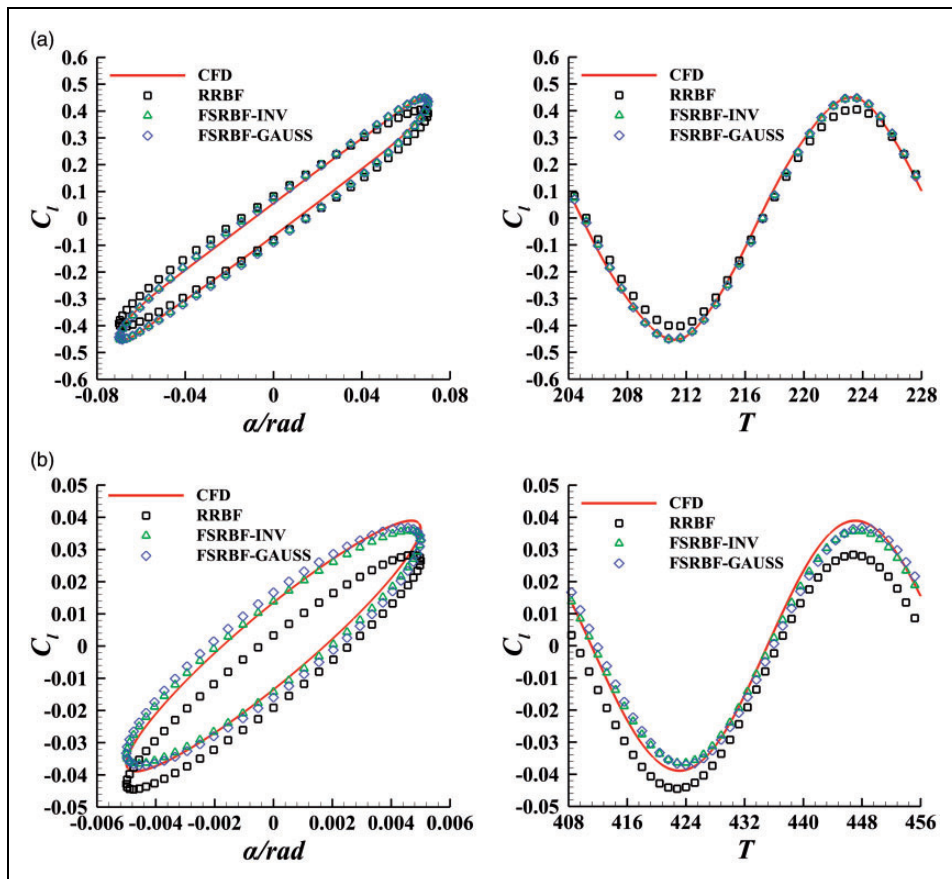 (a)
0.6
0.5
0.4
0.3
0.2
0.1
0
-0.1
-0.2
-0.3
-0.4
-0.5
-0.6
C_l
CFD
RRBF
FSRBF-INV
FSRBF-GAUSS
-0.08 -0.04 0 0.04 0.08
α/rad
0.6
0.5
0.4
0.3
0.2
0.1
0
-0.1
-0.2
-0.3
-0.4
-0.5
-0.6
C_l
CFD
RRBF
FSRBF-INV
FSRBF-GAUSS
204 208 212 216 220 224 228
T
(b)
0.05
0.04
0.03
0.02
0.01
0
-0.01
-0.02
-0.03
-0.04
-0.05
C_l
CFD
RRBF
FSRBF-INV
FSRBF-GAUSS
-0.006 -0.004 -0.002 0 0.002 0.004 0.006
α/rad
0.05
0.04
0.03
0.02
0.01
0
-0.01
-0.02
-0.03
-0.04
-0.05
C_l
CFD
RRBF
FSRBF-INV
FSRBF-GAUSS
408 416 424 432 440 448 456
T